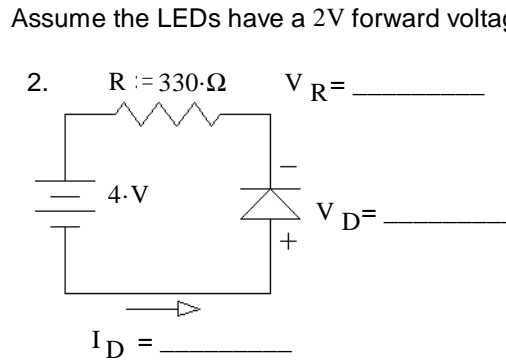 Assume the LEDs have a 2V forward voltag
2. R := 330·Ω V R= _________
4·V
−
V D= _________
+
I D = _________